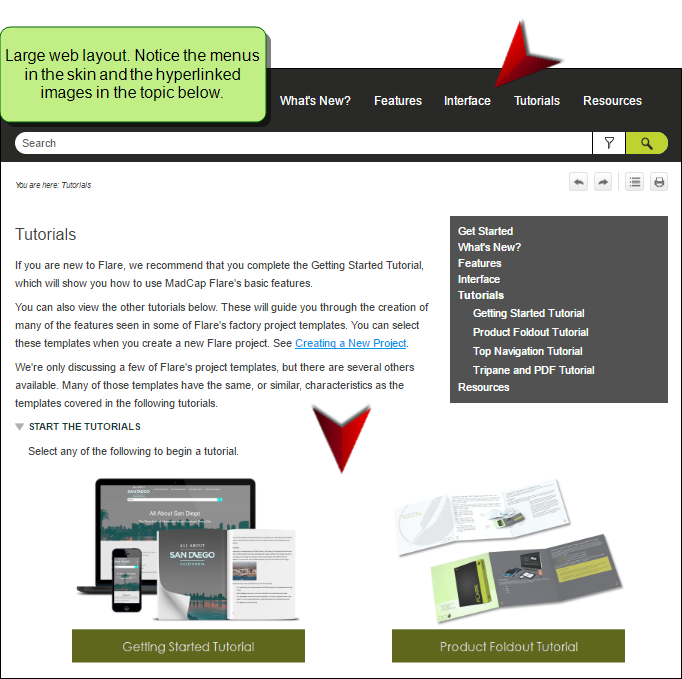 Large web layout. Notice the menus
in the skin and the hyperlinked
images in the topic below.
What's New? Features Interface Tutorials Resources
Search
You are here: Tutorials
Tutorials
If you are new to Flare, we recommend that you complete the Getting Started Tutorial,
which will show you how to use MadCap Flare's basic features.
You can also view the other tutorials below. These will guide you through the creation of
many of the features seen in some of Flare's factory project templates. You can select
these templates when you create a new Flare project. See Creating a New Project.
We're only discussing a few of Flare's project templates, but there are several others
available. Many of those templates have the same, or similar, characteristics as the
templates covered in the following tutorials.
START THE TUTORIALS
Select any of the following to begin a tutorial.
Get Started
What's New?
Features
Interface
Tutorials
Getting Started Tutorial
Product Foldout Tutorial
Top Navigation Tutorial
Tripane and PDF Tutorial
Resources
SAN DIEGO
All About San Diego
ALL ABOUT
SAN DIEGO
CALIFORNIA
FLARE
Getting Started Tutorial
Product Foldout Tutorial